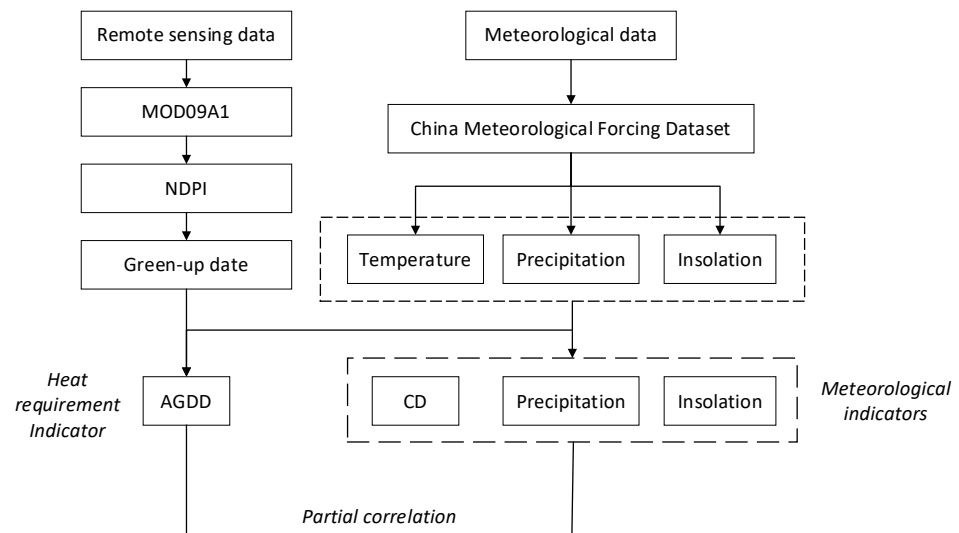 Remote sensing data
Meteorological data
MOD09A1
China Meteorological Forcing Dataset
NDPI
Green-up date
Temperature
Precipitation
Insolation
Heat
requirement
Indicator
AGDD
CD
Precipitation
Insolation
Meteorological
indicators
Partial correlation